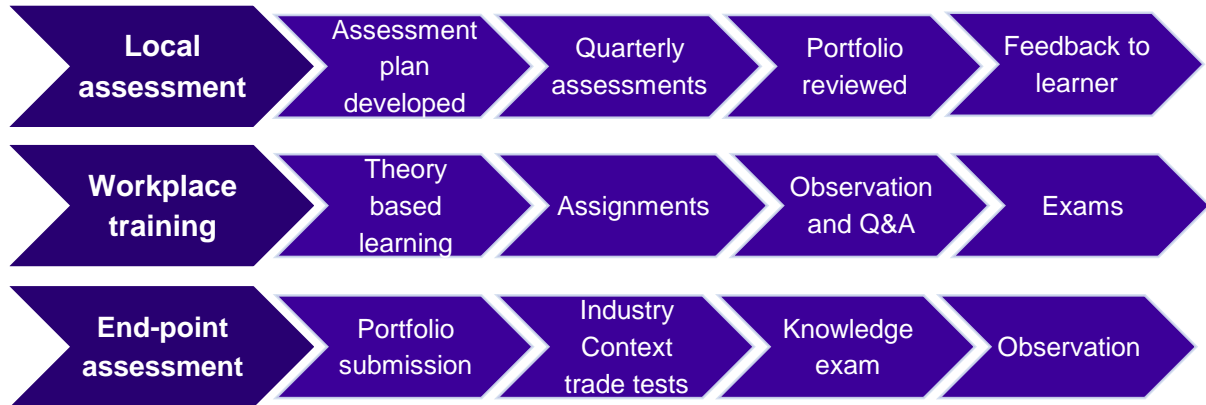 Local
assessment
Assessment
plan
developed
Quarterly
assessments
Portfolio
reviewed
Feedback to
learner
Workplace
training
Theory
based
learning
Assignments
Observation
and Q&A
Exams
End-point
assessment
Portfolio
submission
Industry
Context
trade tests
Knowledge
exam
Observation